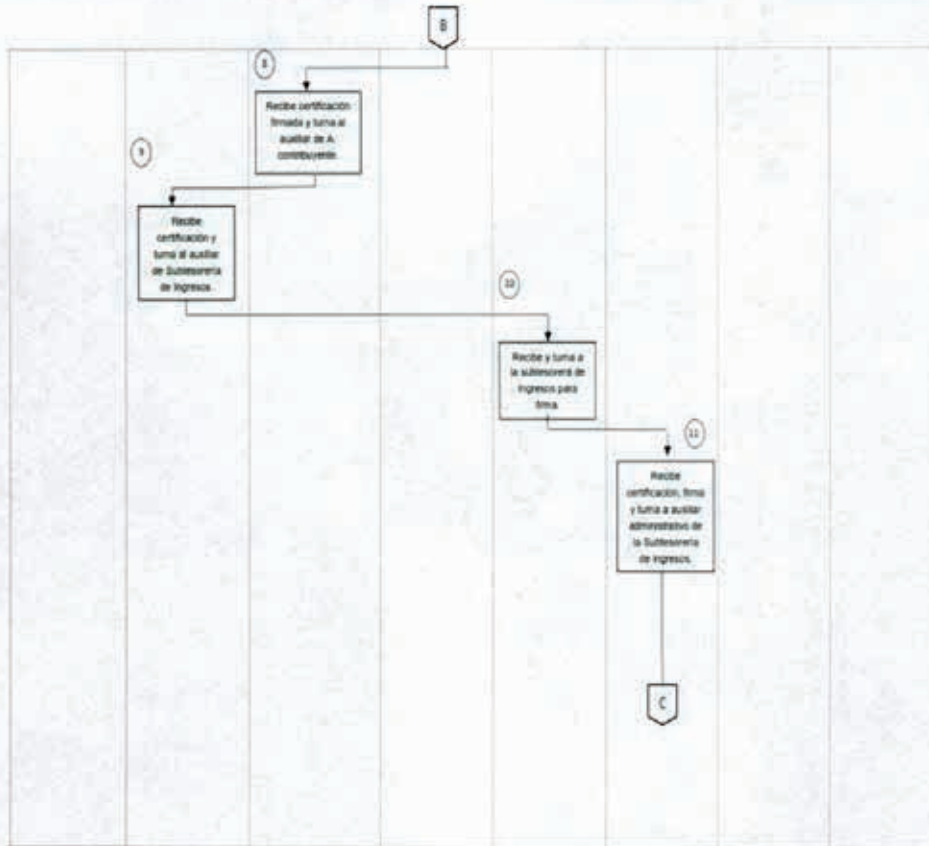 B
8
Recibe certificación
firmada y turna al
auxiliar de A.
contribuyente.
9
Recibe
certificación y
turna al auxiliar
de Subtesorería
de Ingresos.
10
Recibe y turna a
la subtesorera de
Ingresos para
firma
11
Recibe
certificación, firma
y turna a auxiliar
administrativo de
la Subtesorería
de Ingresos.
C